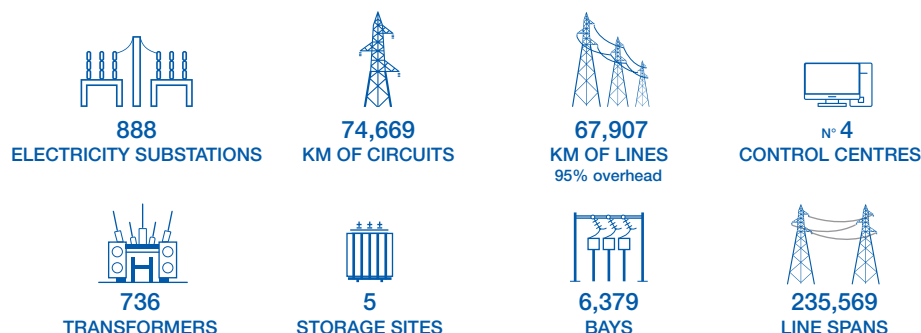 888
ELECTRICITY SUBSTATIONS
74,669
KM OF CIRCUITS
67,907
KM OF LINES
95% overhead
N° 4
CONTROL CENTRES
736
TRANSFORMERS
5
STORAGE SITES
6,379
BAYS
235,569
LINE SPANS